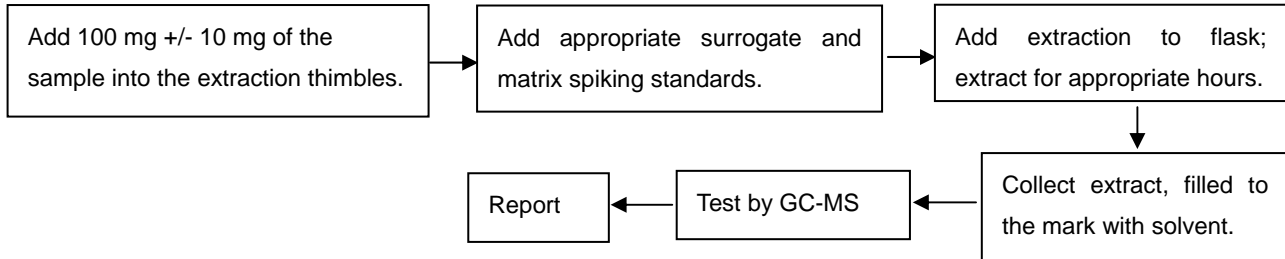 Add 100 mg +/- 10 mg of the
sample into the extraction thimbles.
Add appropriate surrogate and
matrix spiking standards.
Add extraction to flask;
extract for appropriate hours.
Collect extract, filled to
the mark with solvent.
Test by GC-MS
Report